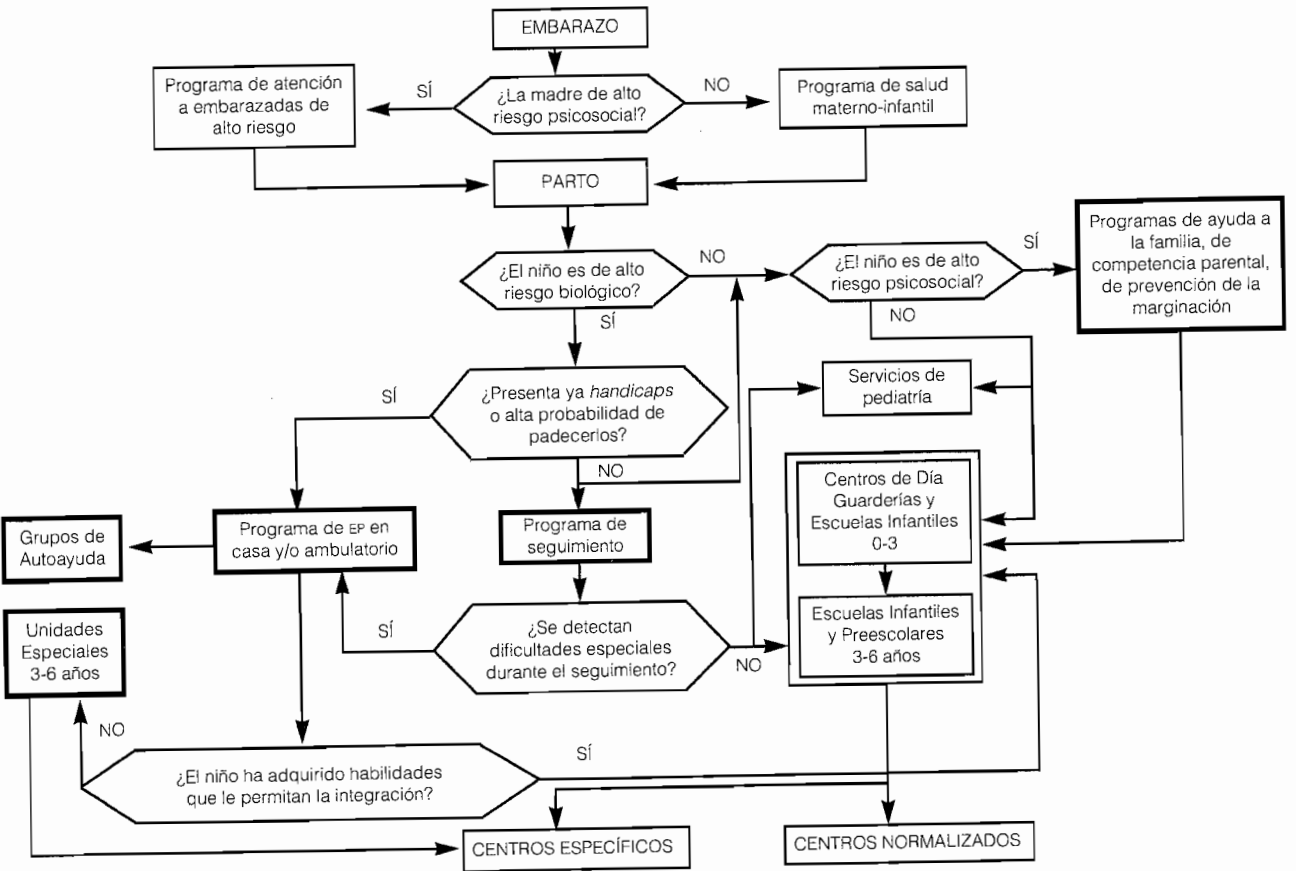 EMBARAZO
Programa de atención
a embarazadas de
alto riesgo
SÍ
¿La madre de alto
riesgo psicosocial?
NO
Programa de salud
materno-infantil
PARTO
¿El niño es de alto
riesgo biológico?
NO
SÍ
¿El niño es de alto
riesgo psicosocial?
SÍ
NO
Programas de ayuda a
la familia, de
competencia parental,
de prevención de la
marginación
SÍ
¿Presenta ya handicaps
o alta probabilidad de
padecerlos?
NO
Servicios de
pediatría
Centros de Día
Guarderías y
Escuelas Infantiles
0-3
Grupos de
Autoayuda
Programa de EP en
casa y/o ambulatorio
Programa de
seguimiento
Unidades
Especiales
3-6 años
SÍ
¿Se detectan
dificultades especiales
durante el seguimiento?
NO
Escuelas Infantiles
y Preescolares
3-6 años
NO
¿El niño ha adquirido habilidades
que le permitan la integración?
SÍ
CENTROS ESPECÍFICOS
CENTROS NORMALIZADOS